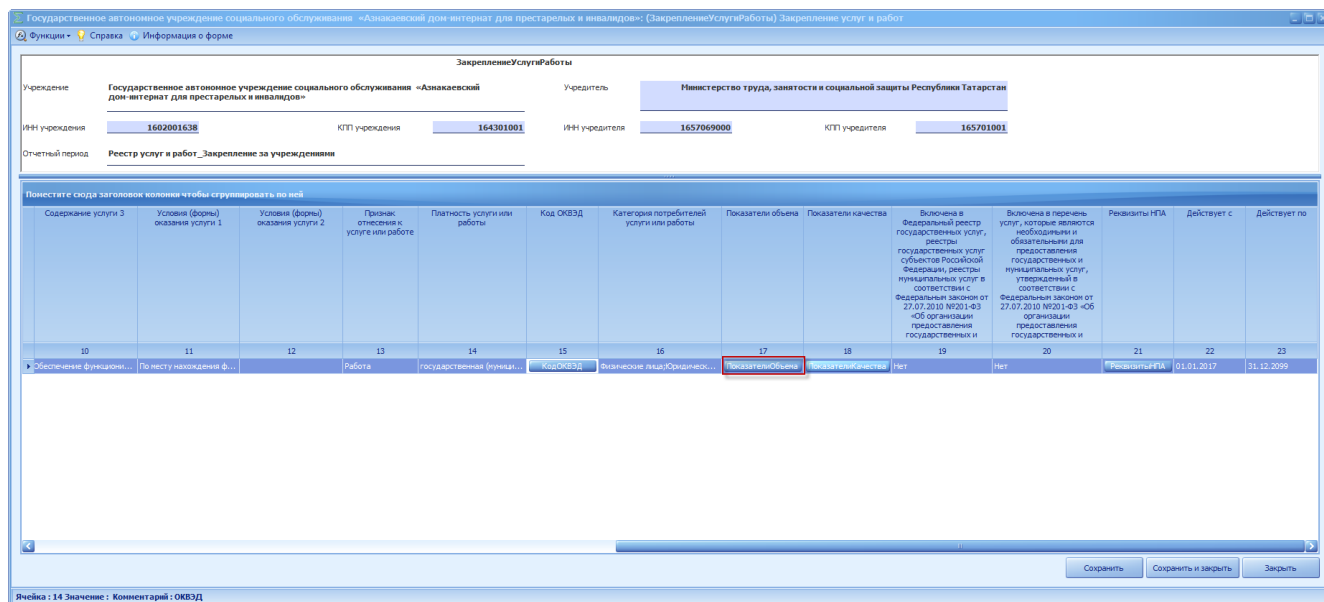 Государственное автономное учреждение социального обслуживания «Азнакаевский дом-интернат для престарелых и инвалидов»: (ЗакреплениеУслугиРаботы) Закрепление услуг и работ
Функции Справка Информация о форме
ЗакреплениеУслугиРаботы
Учреждение Государственное автономное учреждение социального обслуживания «Азнакаевский
дом-интернат для престарелых и инвалидов»
Учредитель Министерство труда, занятости и социальной защиты Республики Татарстан
ИНН учреждения 1602001638 КПП учреждения 164301001 ИНН учредителя 1657069000 КПП учредителя 165701001
Отчетный период Реестр услуг и работ_Закрепление за учреждениями
Поместите сюда заголовок колонки чтобы сгруппировать по ней
Содержание услуги 3
Условия (формы)
оказания услуги 1
Условия (формы)
оказания услуги 2
Признак
отнесения к
услуге или работе
Платность услуги или
работы
Код ОКВЭД
Категория потребителей
услуги или работы
Показатели объема
Показатели качества
Включена в
Федеральный реестр
государственных услуг,
реестры
государственных услуг
субъектов Российской
Федерации, реестры
муниципальных услуг в
соответствии с
Федеральным законом от
27.07.2010 №201-ФЗ
«Об организации
предоставления
государственных и
Включена в перечень
услуг, которые являются
необходимыми и
обязательными для
предоставления
государственных и
муниципальных услуг,
утвержденный в
соответствии с
Федеральным законом от
27.07.2010 №201-ФЗ «Об
организации
предоставления
государственных и
Реквизиты НПА
Действует с
Действует по
10 11 12 13 14 15 16 17 18 19 20 21 22 23
Обеспечение функциони... По месту нахождения ф... Работа государственная (муници... КодОКВЭД Физические лица;Юридическ... ПоказателиОбъема ПоказателиКачества Нет Нет РеквизитыНПА 01.01.2017 31.12.2099
Сохранить Сохранить и закрыть Закрыть
Ячейка : 14 Значение : Комментарий : ОКВЭД